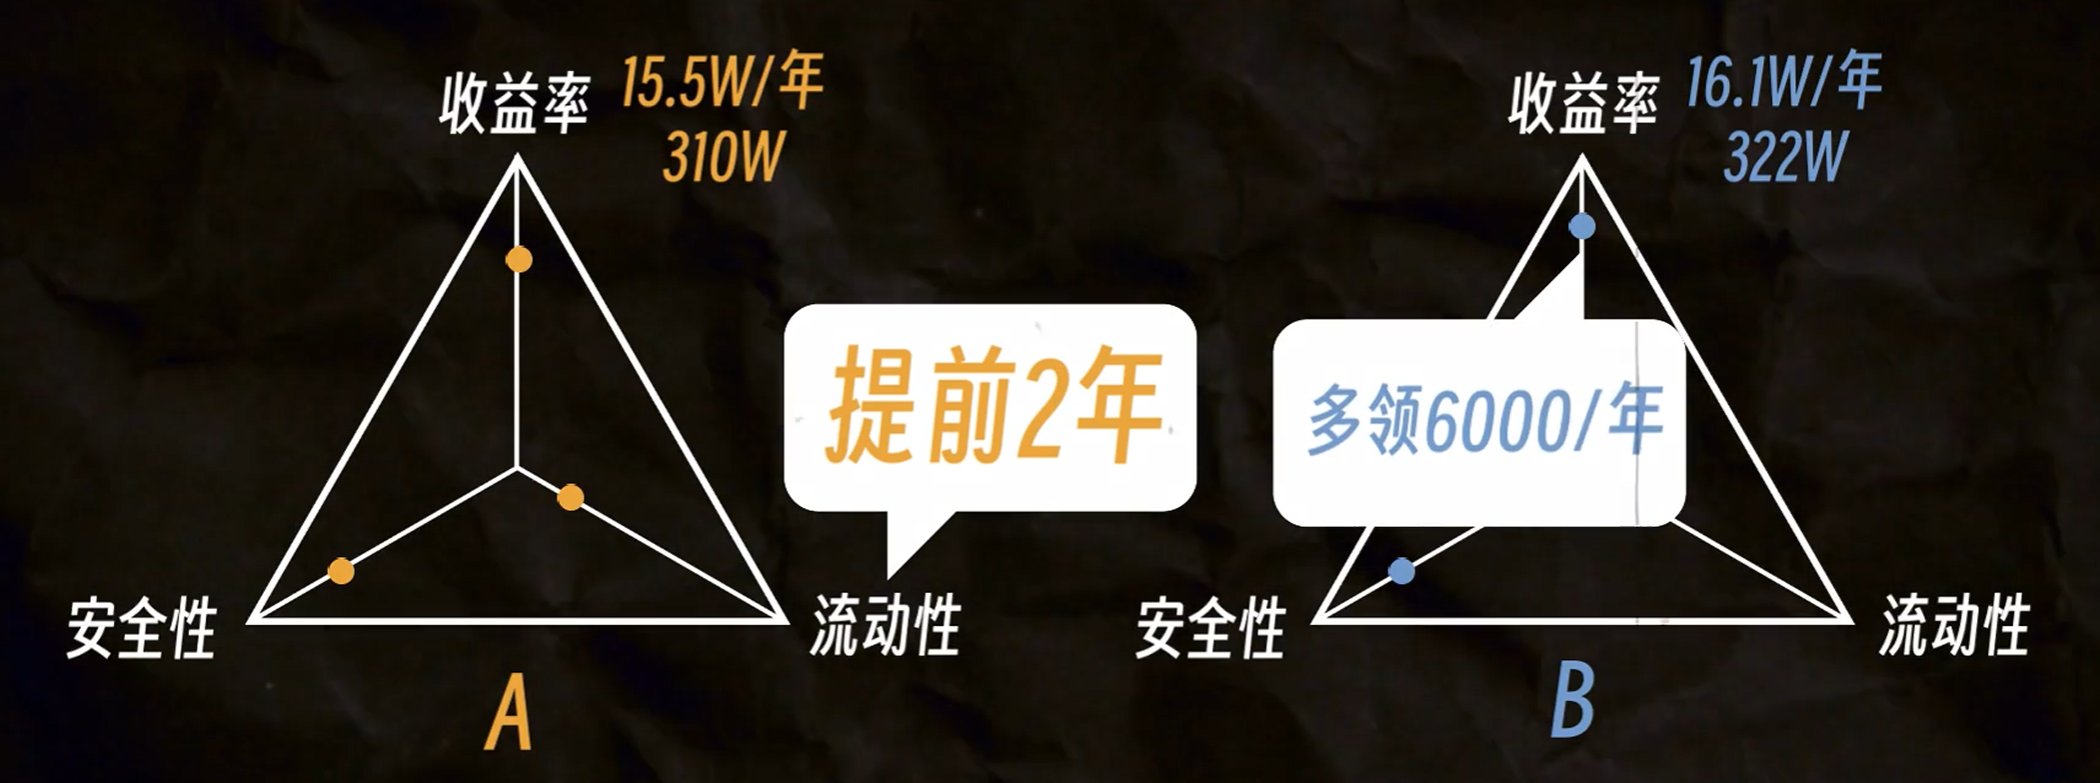 收益率
15.5W/年
310W
提前2年
安全性
流动性
A
收益率
16.1W/年
322W
多领6000/年
安全性
流动性
B